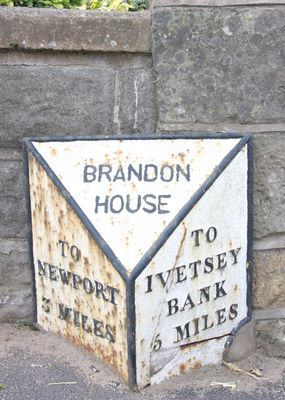 BRANDON
HOUSE
TO
NEWPORT
3 MILES
TO
IVETSEY
BANK
5 MILES